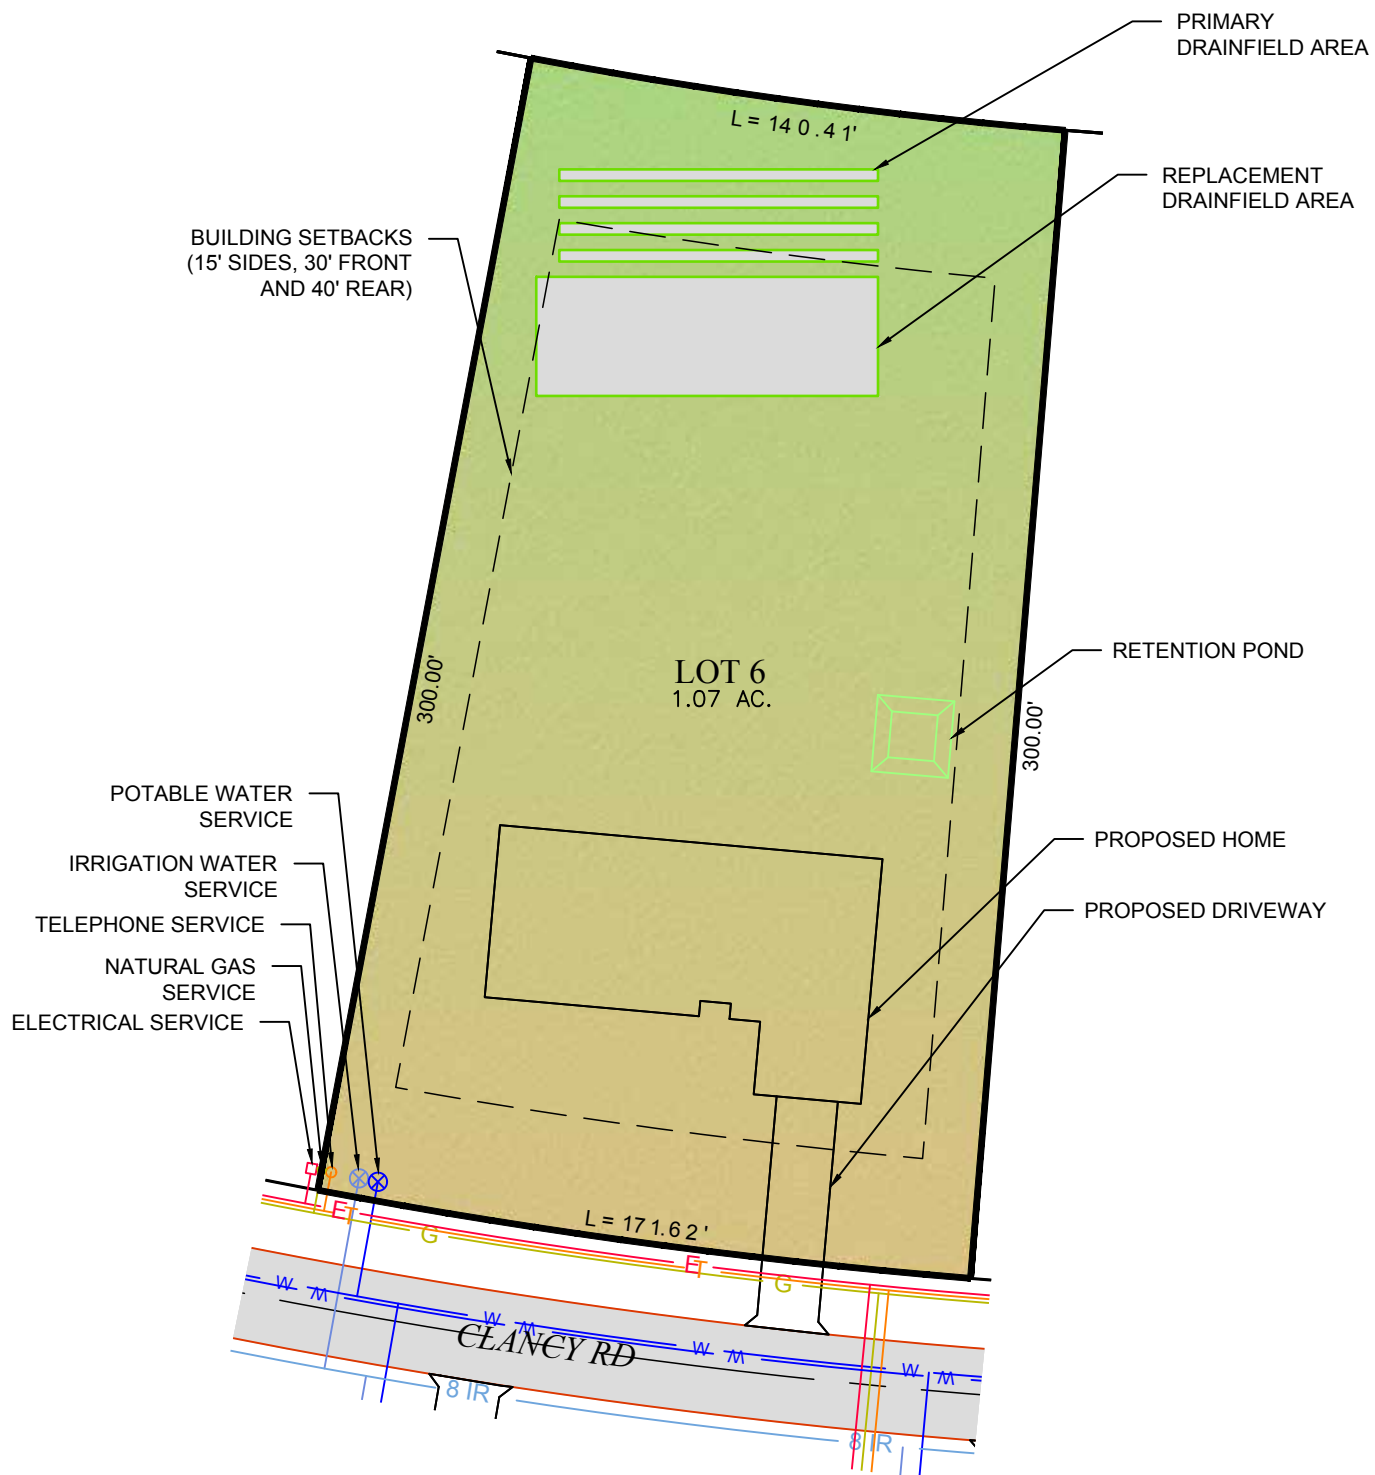 PRIMARY
DRAINFIELD AREA
L = 140.41'
REPLACEMENT
DRAINFIELD AREA
BUILDING SETBACKS
(15' SIDES, 30' FRONT
AND 40' REAR)
LOT 6
1.07 AC.
RETENTION POND
300.00'
300.00'
POTABLE WATER
SERVICE
PROPOSED HOME
IRRIGATION WATER
SERVICE
PROPOSED DRIVEWAY
TELEPHONE SERVICE
NATURAL GAS
SERVICE
ELECTRICAL SERVICE
L = 171.62'
E T G E T G
W W W W W W W W
CLANCY RD
8 IR
8 IR